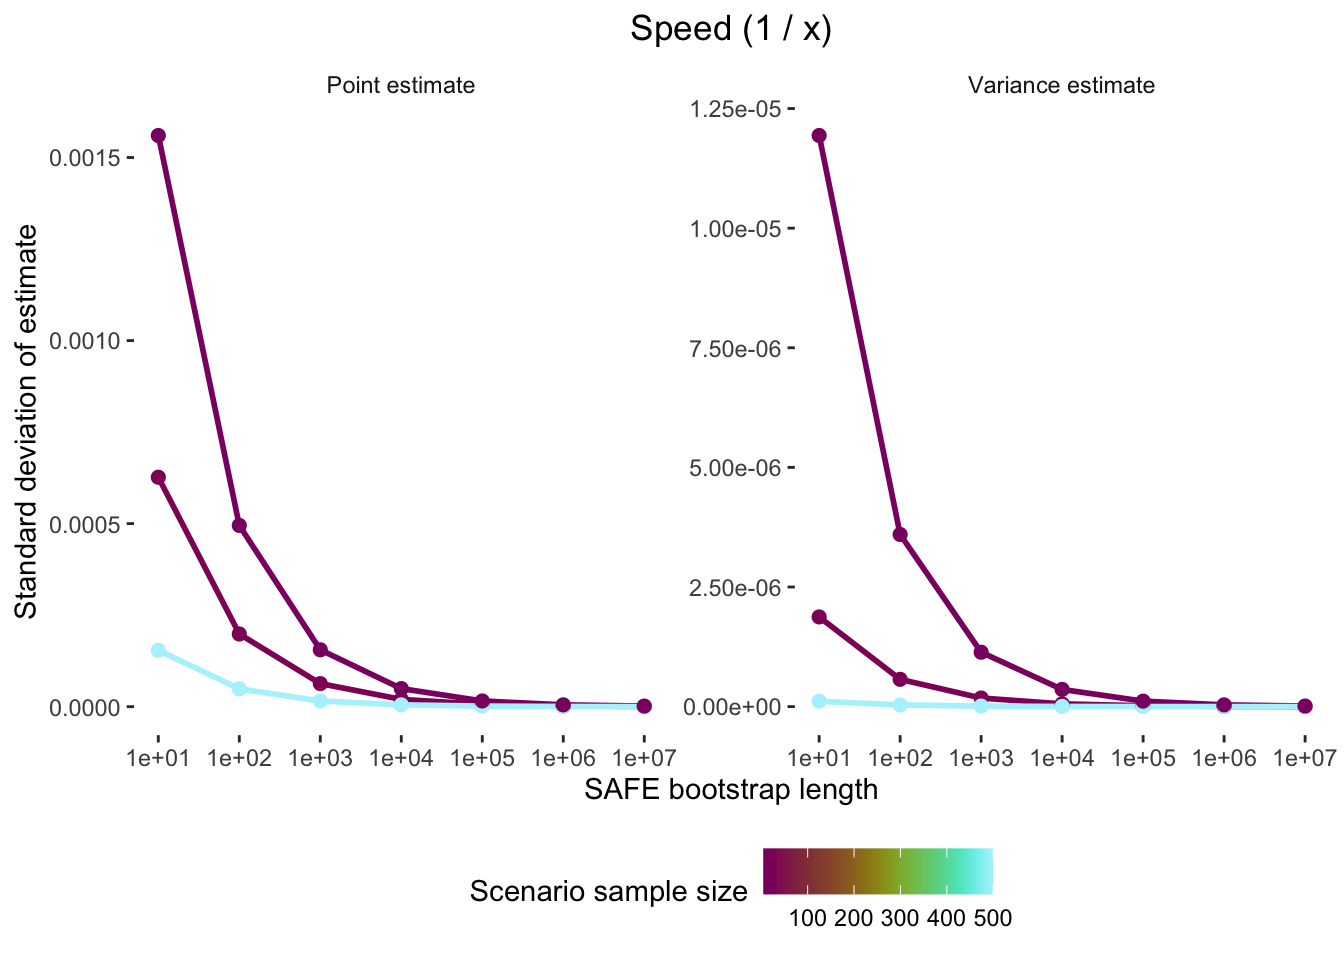 Speed (1 / x)
Point estimate
Variance estimate
Standard deviation of estimate
0.0015
0.0010
0.0005
0.0000
1.25e-05
1.00e-05
7.50e-06
5.00e-06
2.50e-06
0.00e+00
1e+01 1e+02 1e+03 1e+04 1e+05 1e+06 1e+07
1e+01 1e+02 1e+03 1e+04 1e+05 1e+06 1e+07
SAFE bootstrap length
Scenario sample size
100 200 300 400 500